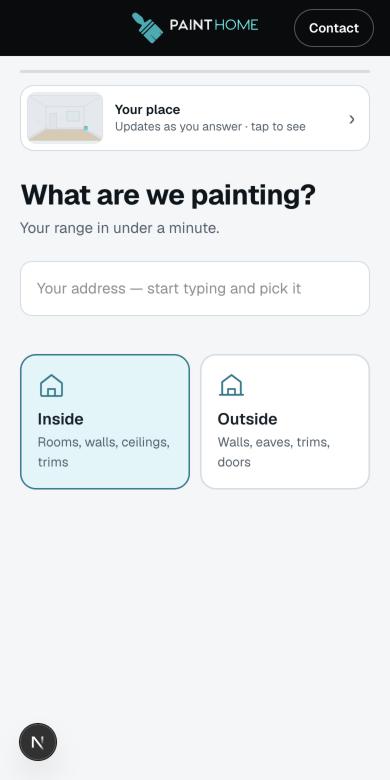 PAINTHOME
Contact
Your place
Updates as you answer · tap to see
What are we painting?
Your range in under a minute.
Your address — start typing and pick it
Inside
Rooms, walls, ceilings,
trims
Outside
Walls, eaves, trims,
doors
N